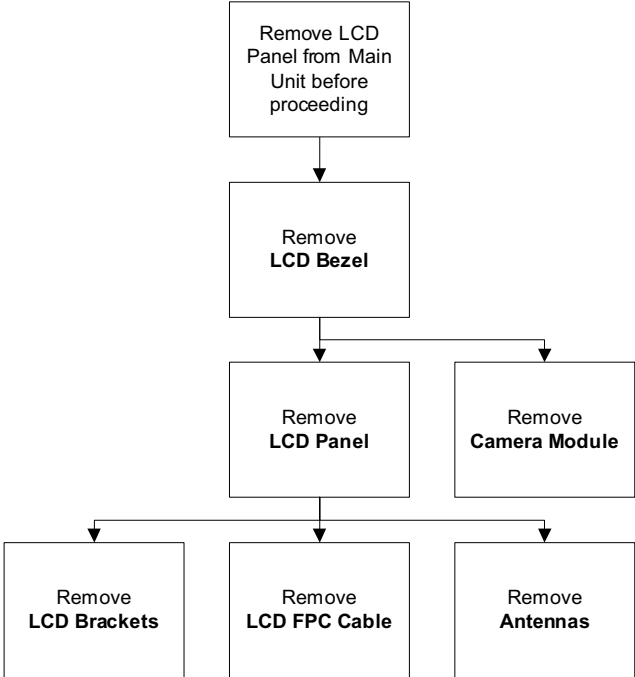 Remove LCD
Panel from Main
Unit before
proceeding
Remove
LCD Bezel
Remove
LCD Panel
Remove
Camera Module
Remove
LCD Brackets
Remove
LCD FPC Cable
Remove
Antennas